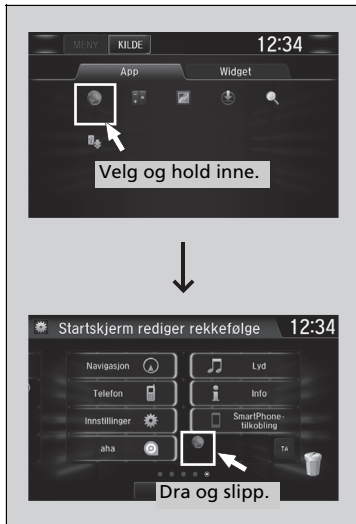 MENY KILDE 12:34
App Widget
Velg og hold inne.
Startskjerm rediger rekkefølge 12:34
Navigasjon Lyd
Telefon Info
Innstillinger SmartPhone-
tilkobling
aha TA
Dra og slipp.